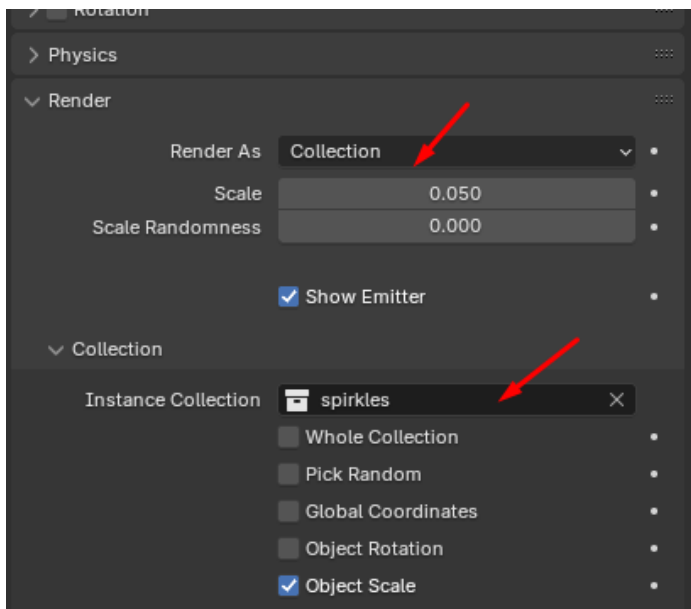 Rotation
Physics
Render
Render As Collection
Scale 0.050
Scale Randomness 0.000
Show Emitter
Collection
Instance Collection spirkles
Whole Collection
Pick Random
Global Coordinates
Object Rotation
Object Scale